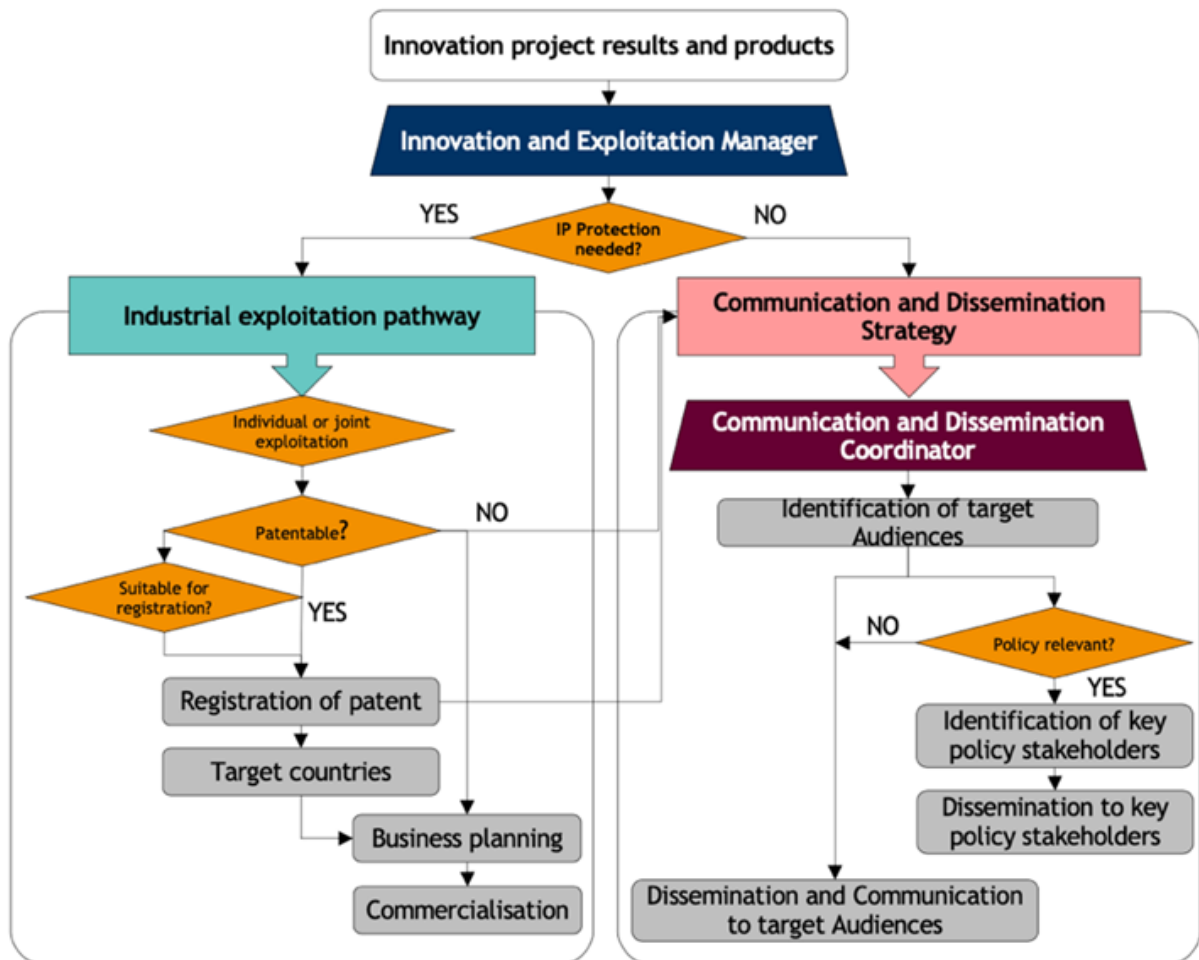 Innovation project results and products
Innovation and Exploitation Manager
YES
NO
IP Protection
needed?
Industrial exploitation pathway
Communication and Dissemination
Strategy
Individual or joint
exploitation
Communication and Dissemination
Coordinator
Patentable?
NO
Identification of target
Audiences
Suitable for
registration?
YES
NO
Policy relevant?
YES
Registration of patent
Identification of key
policy stakeholders
Target countries
Dissemination to key
policy stakeholders
Business planning
Commercialisation
Dissemination and Communication
to target Audiences